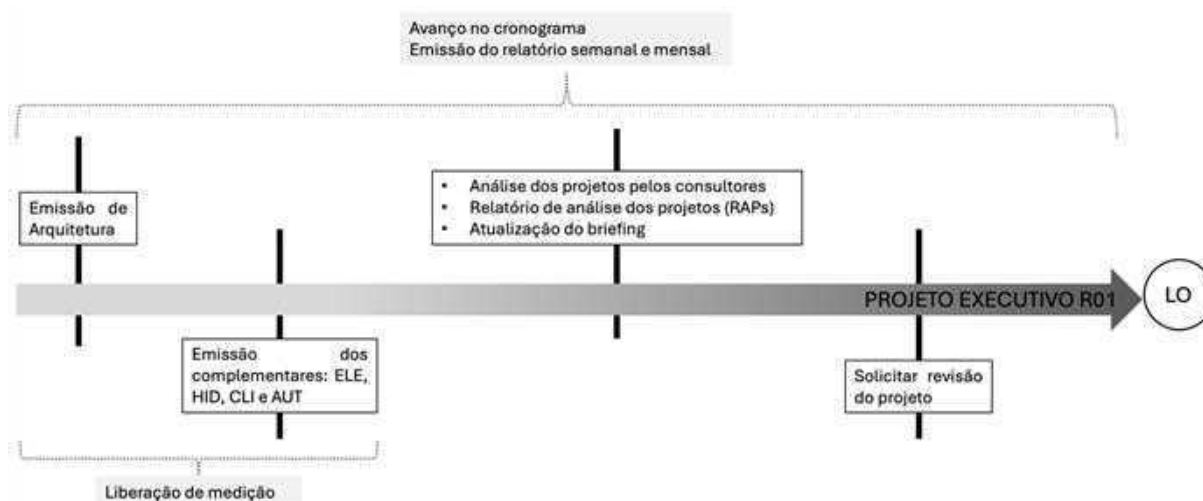 Avanço no cronograma
Emissão do relatório semanal e mensal
Emissão de
Arquitetura
• Análise dos projetos pelos consultores
• Relatório de análise dos projetos (RAPs)
• Atualização do briefing
PROJETO EXECUTIVO R01
LO
Emissão dos
complementares: ELE,
HID, CLI e AUT
Solicitar revisão
do projeto
Liberação de medição